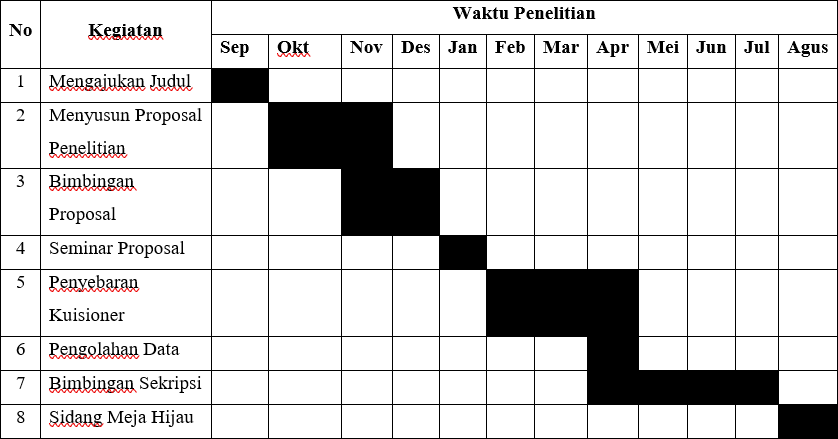 No Kegiatan Waktu Penelitian
Sep Okt Nov Des Jan Feb Mar Apr Mei Jun Jul Agus
1 Mengajukan Judul
2 Menyusun Proposal
Penelitian
3 Bimbingan
Proposal
4 Seminar Proposal
5 Penyebaran
Kuisioner
6 Pengolahan Data
7 Bimbingan Sekripsi
8 Sidang Meja Hijau